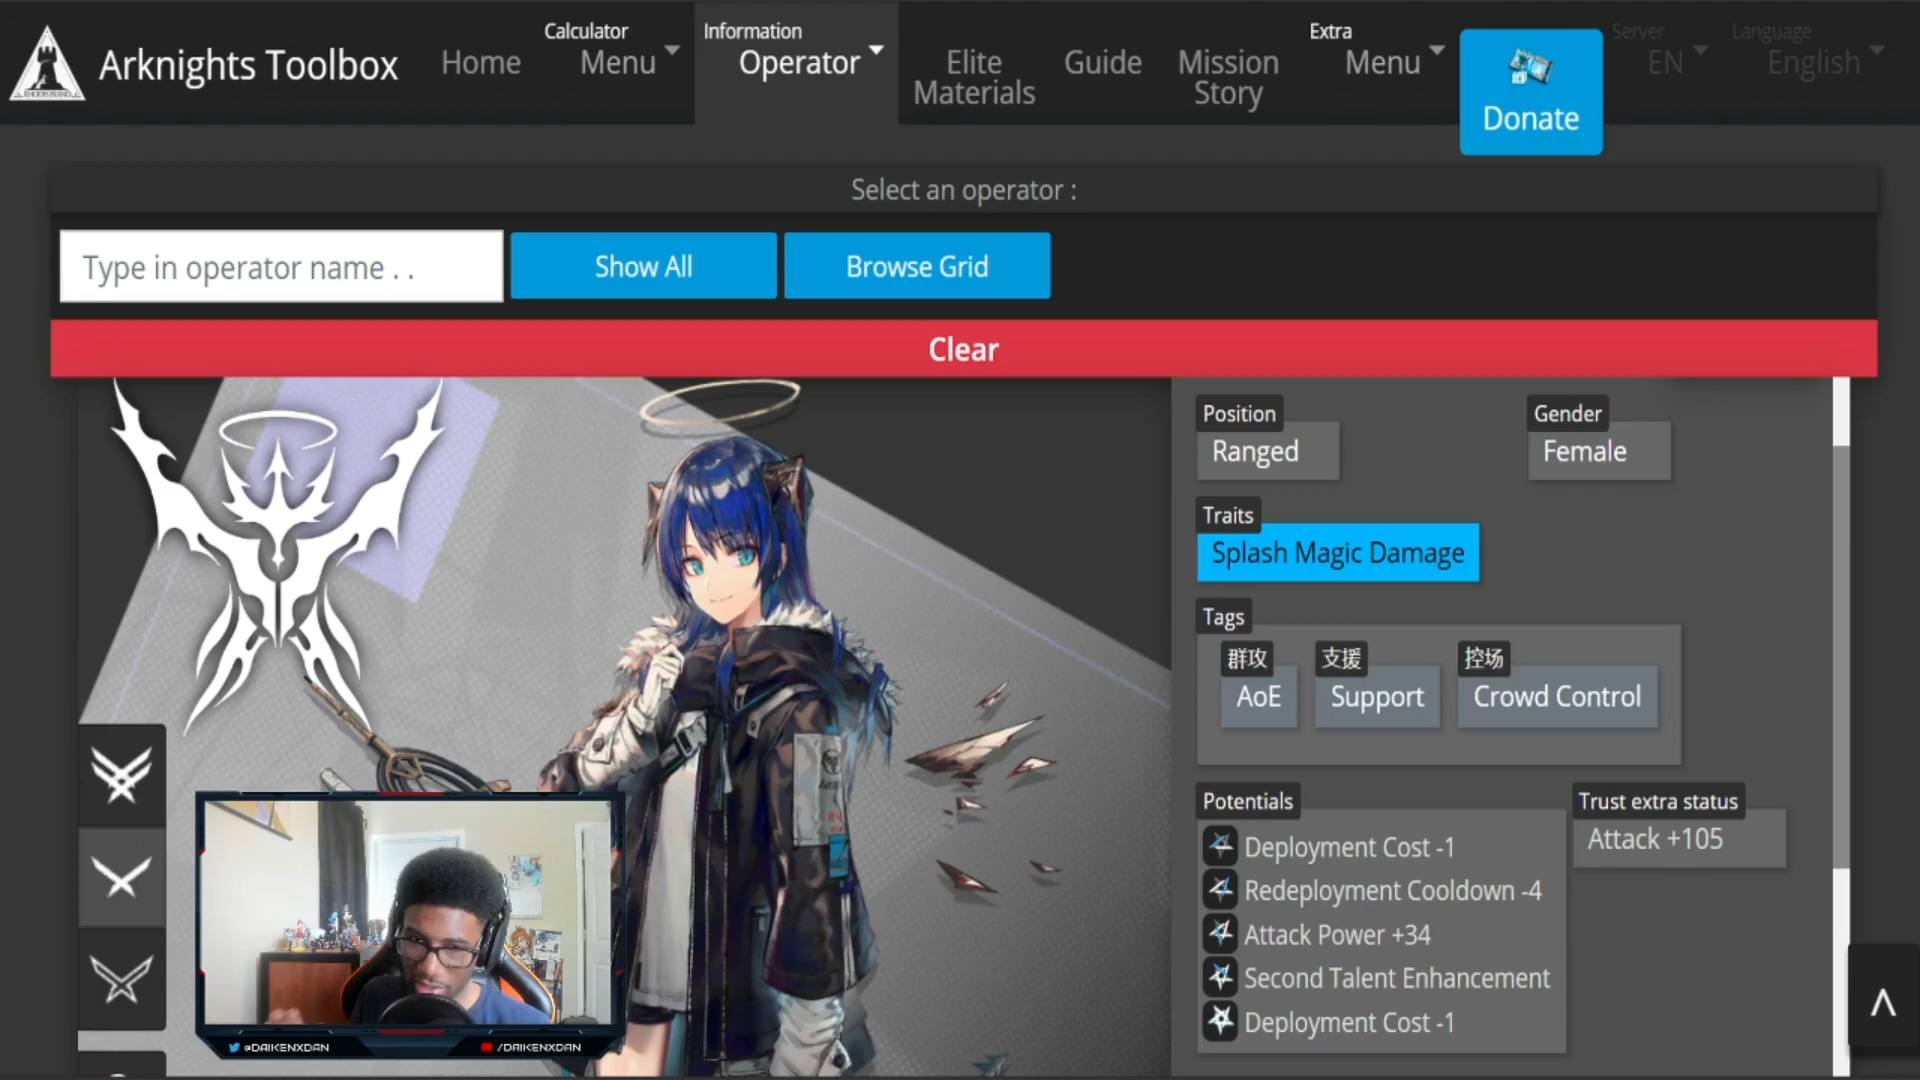 Arknights Toolbox
Home
Calculator
Menu
Information
Operator
Elite
Materials
Guide
Mission
Story
Extra
Menu
Donate
Server
EN
Language
English
Select an operator :
Type in operator name . .
Show All
Browse Grid
Clear
Position
Ranged
Gender
Female
Traits
Splash Magic Damage
Tags
群攻
AoE
支援
Support
控场
Crowd Control
Potentials
Deployment Cost -1
Redeployment Cooldown -4
Attack Power +34
Second Talent Enhancement
Deployment Cost -1
Trust extra status
Attack +105
@DAIKENXDAN
/DAIKENXDAN